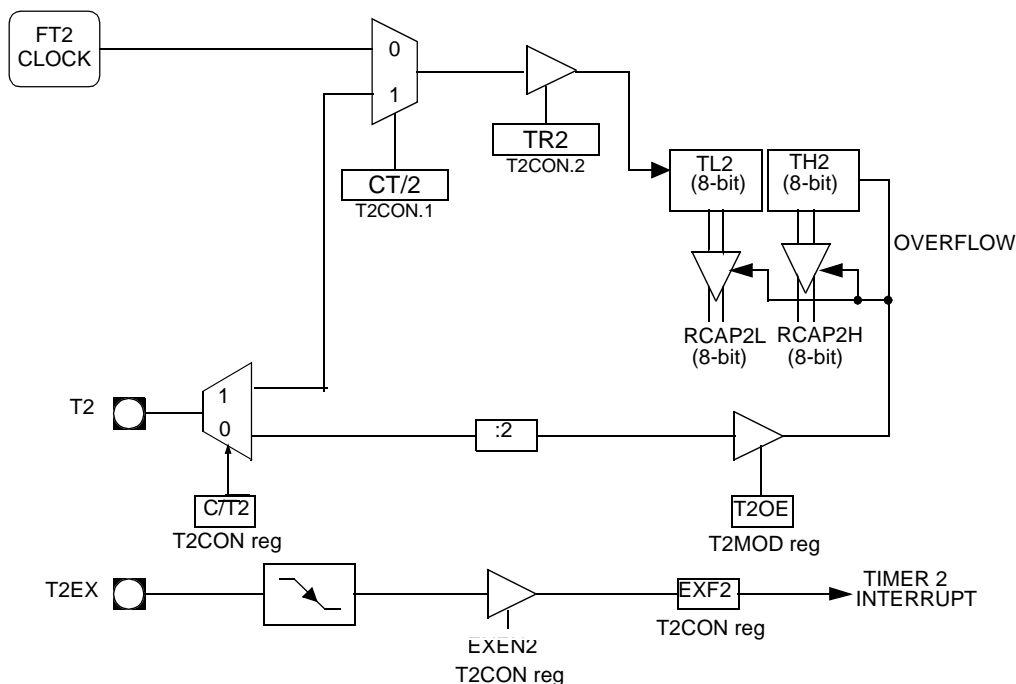 FT2
CLOCK
0
1
TR2
T2CON.2
CT/2
T2CON.1
TL2
(8-bit)
TH2
(8-bit)
OVERFLOW
RCAP2L
(8-bit)
RCAP2H
(8-bit)
T2
1
0
:2
C/T2
T2CON reg
T2OE
T2MOD reg
T2EX
EXEN2
T2CON reg
EXF2
T2CON reg
TIMER 2
INTERRUPT